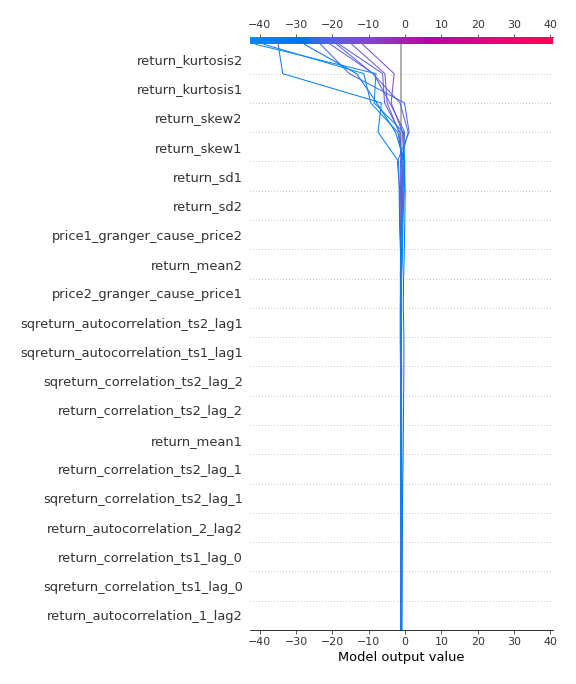 −40 −30 −20 −10 0 10 20 30 40
return_kurtosis2
return_kurtosis1
return_skew2
return_skew1
return_sd1
return_sd2
price1_granger_cause_price2
return_mean2
price2_granger_cause_price1
sqreturn_autocorrelation_ts2_lag1
sqreturn_autocorrelation_ts1_lag1
sqreturn_correlation_ts2_lag_2
return_correlation_ts2_lag_2
return_mean1
return_correlation_ts2_lag_1
sqreturn_correlation_ts2_lag_1
return_autocorrelation_2_lag2
return_correlation_ts1_lag_0
sqreturn_correlation_ts1_lag_0
return_autocorrelation_1_lag2
−40 −30 −20 −10 0 10 20 30 40
Model output value